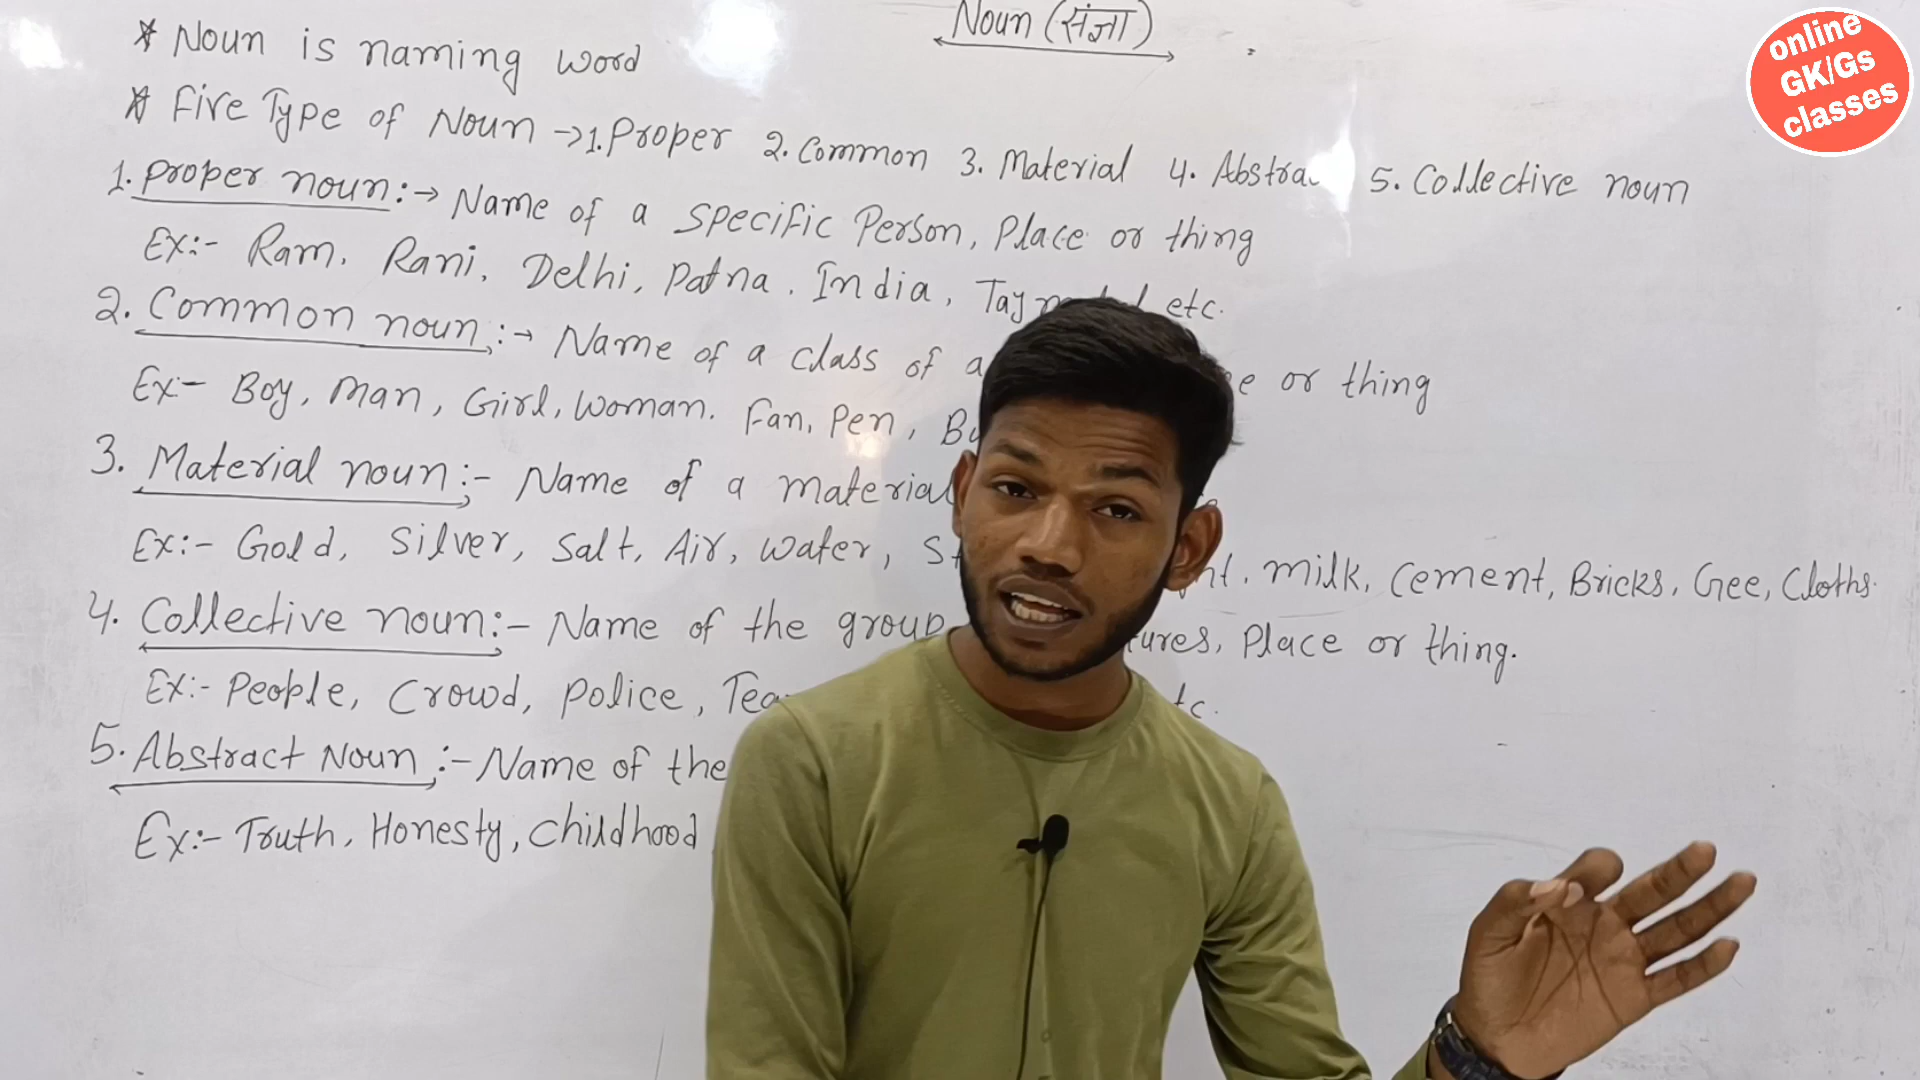 Noun (संज्ञा)
* Noun is naming word
* Five Type of Noun → 1. Proper 2. Common 3. Material 4. Abstrac 5. Collective noun
1. Proper noun :→ Name of a specific Person, Place or thing
Ex:- Ram, Rani, Delhi, Patna, India, Taj etc.
2. Common noun :→ Name of a class of a or thing
Ex:- Boy, Man, Girl, Woman. Fan, Pen,
3. Material noun :- Name of a material
Ex:- Gold, Silver, Salt, Air, Water, milk, Cement, Bricks, Gee, Cloths.
4. Collective noun :- Name of the group Place or thing.
Ex:- People, Crowd, Police,
5. Abstract Noun :- Name of the
Ex:- Truth, Honesty, Childhood
online
GK/Gs
classes